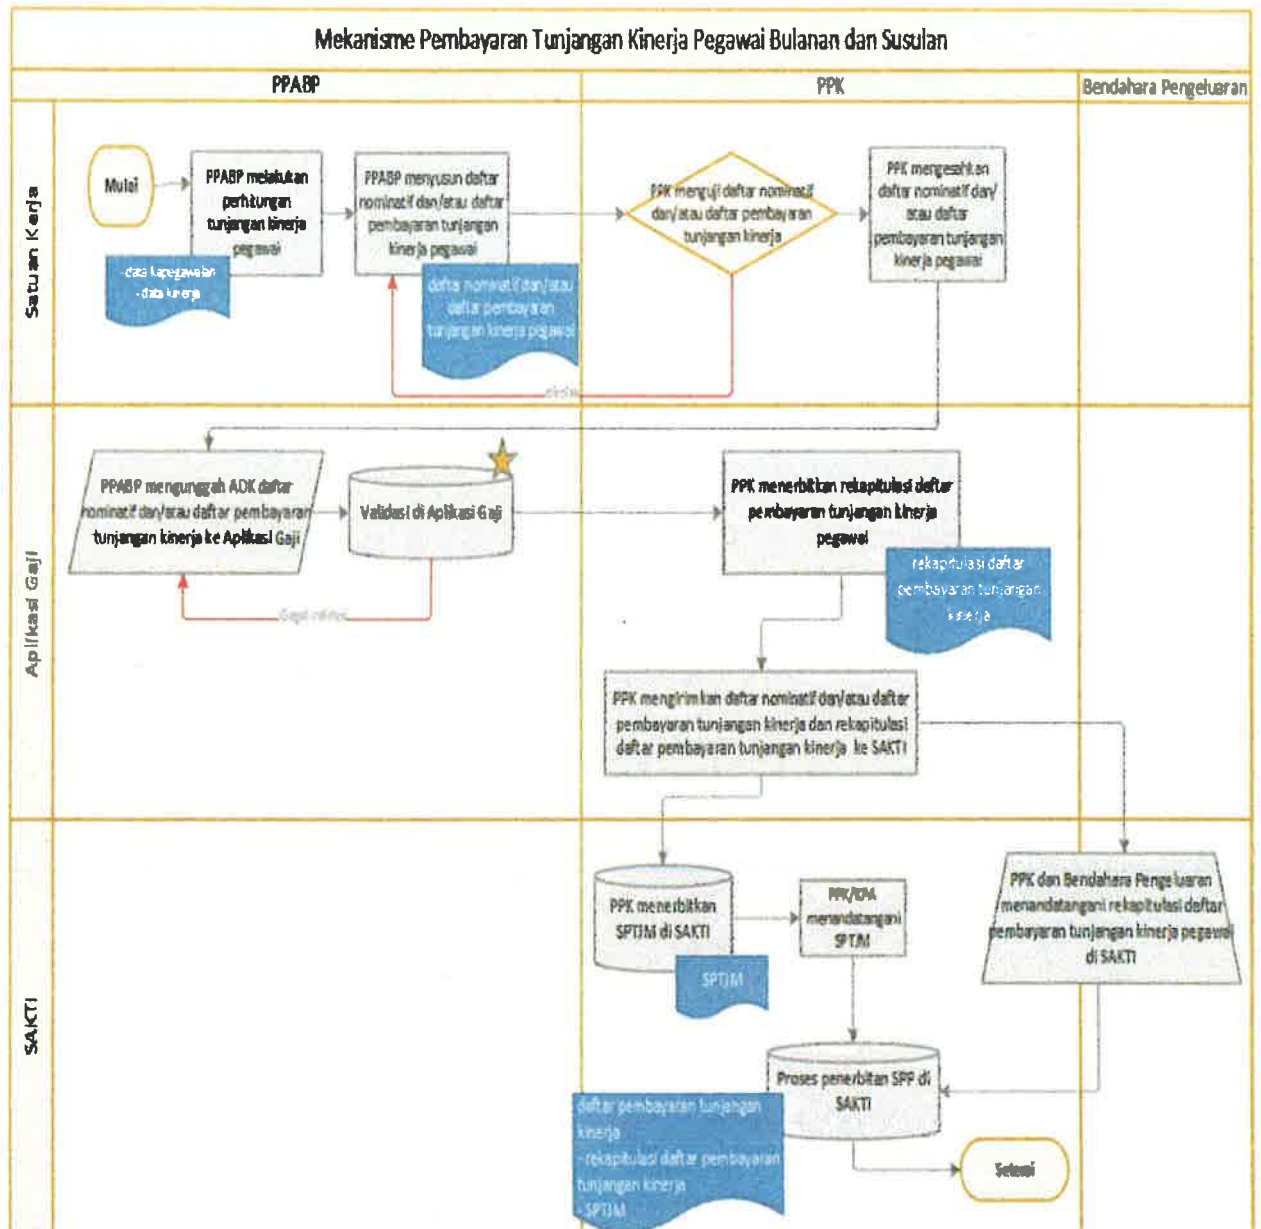 Mekanisme Pembayaran Tunjangan Kinerja Pegawai Bulanan dan Susulan
PPABP
PPK
Bendahara Pengeluaran
Satuan Kerja
Mulai
PPABP melakukan
perhitungan
tunjangan kinerja
pegawai
- data kepegawaian
- data kinerja
PPABP menyusun daftar
nominatif dan/atau daftar
pembayaran tunjangan
kinerja pegawai
daftar nominatif dan/atau
daftar pembayaran
tunjangan kinerja pegawai
PPK menguji daftar nominatif
dan/atau daftar pembayaran
tunjangan kinerja
PPK mengesahkan
daftar nominatif dan/
atau daftar
pembayaran tunjangan
kinerja pegawai
Aplikasi Gaji
PPABP mengunggah ADK daftar
nominatif dan/atau daftar pembayaran
tunjangan kinerja ke Aplikasi Gaji
Validasi di Aplikasi Gaji
PPK menerbitkan rekapitulasi daftar
pembayaran tunjangan kinerja
pegawai
rekapitulasi daftar
pembayaran tunjangan
kinerja
PPK mengirimkan daftar nominatif dan/atau daftar
pembayaran tunjangan kinerja dan rekapitulasi
daftar pembayaran tunjangan kinerja ke SAKTI
SAKTI
PPK menerbitkan
SPTJM di SAKTI
SPTJM
PPK/KPA
menandatangani
SPTJM
PPK dan Bendahara Pengeluaran
menandatangani rekapitulasi daftar
pembayaran tunjangan kinerja pegawai
di SAKTI
Proses penerbitan SPP di
SAKTI
daftar pembayaran tunjangan
kinerja
- rekapitulasi daftar pembayaran
tunjangan kinerja
- SPTJM
Selesai